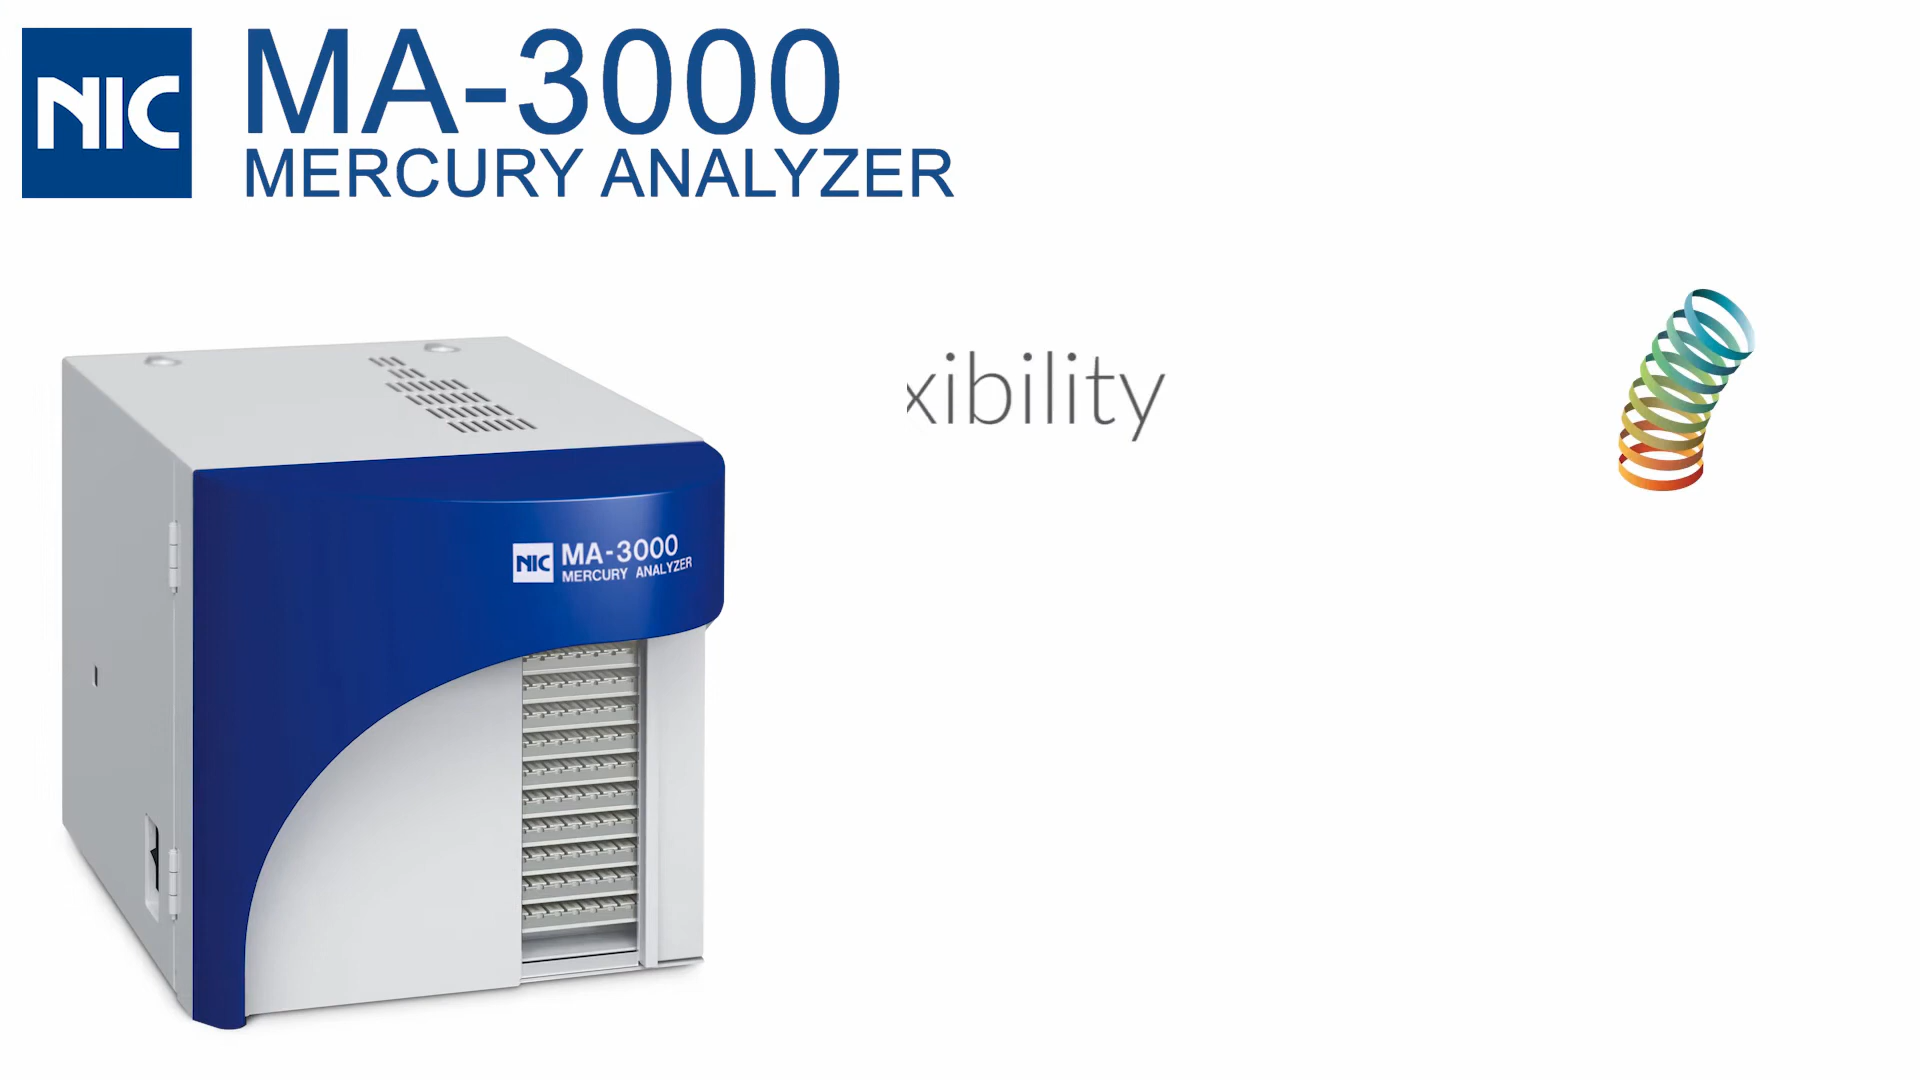 NIC
MA-3000
MERCURY ANALYZER
xibility
NIC
MA-3000
MERCURY ANALYZER